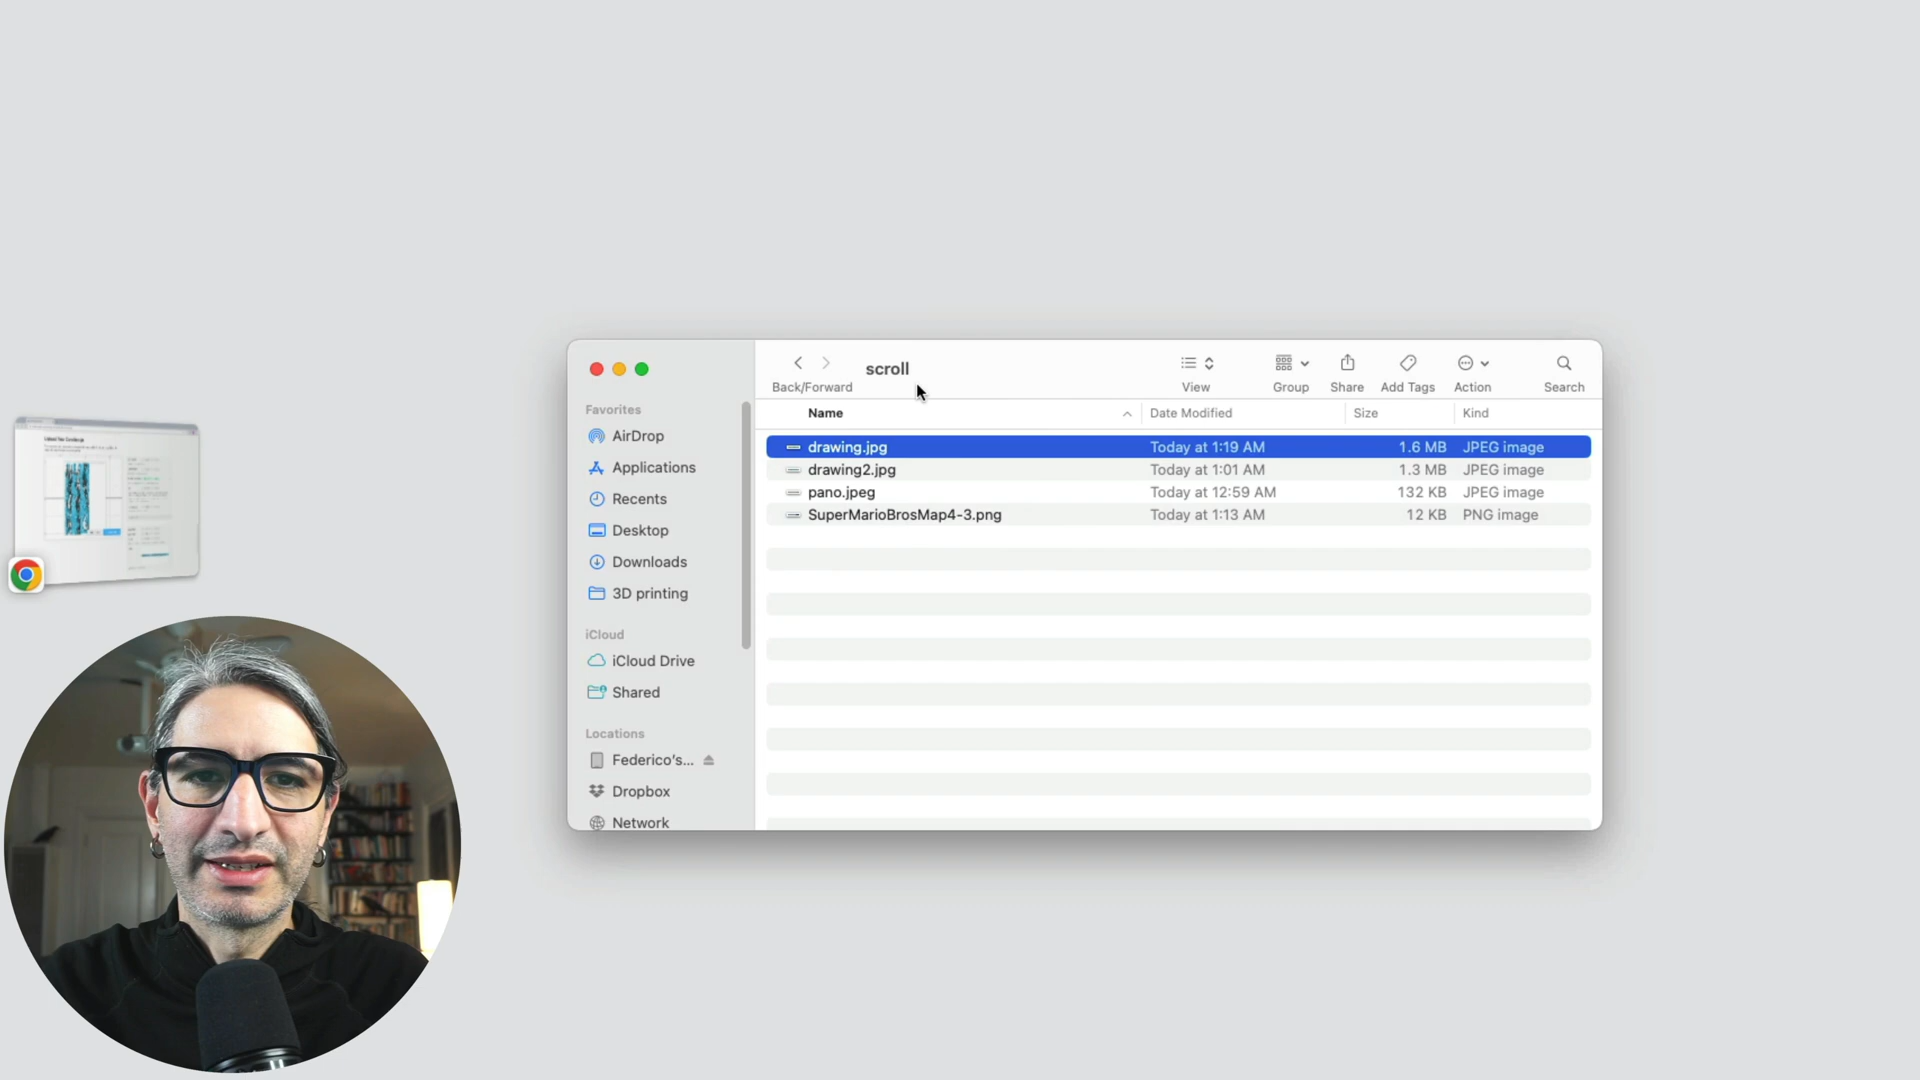 scroll
Back/Forward
View
Group
Share
Add Tags
Action
Search
Favorites
AirDrop
Applications
Recents
Desktop
Downloads
3D printing
iCloud
iCloud Drive
Shared
Locations
Federico's...
Dropbox
Network
Name Date Modified Size Kind
drawing.jpg Today at 1:19 AM 1.6 MB JPEG image
drawing2.jpg Today at 1:01 AM 1.3 MB JPEG image
pano.jpeg Today at 12:59 AM 132 KB JPEG image
SuperMarioBrosMap4-3.png Today at 1:13 AM 12 KB PNG image